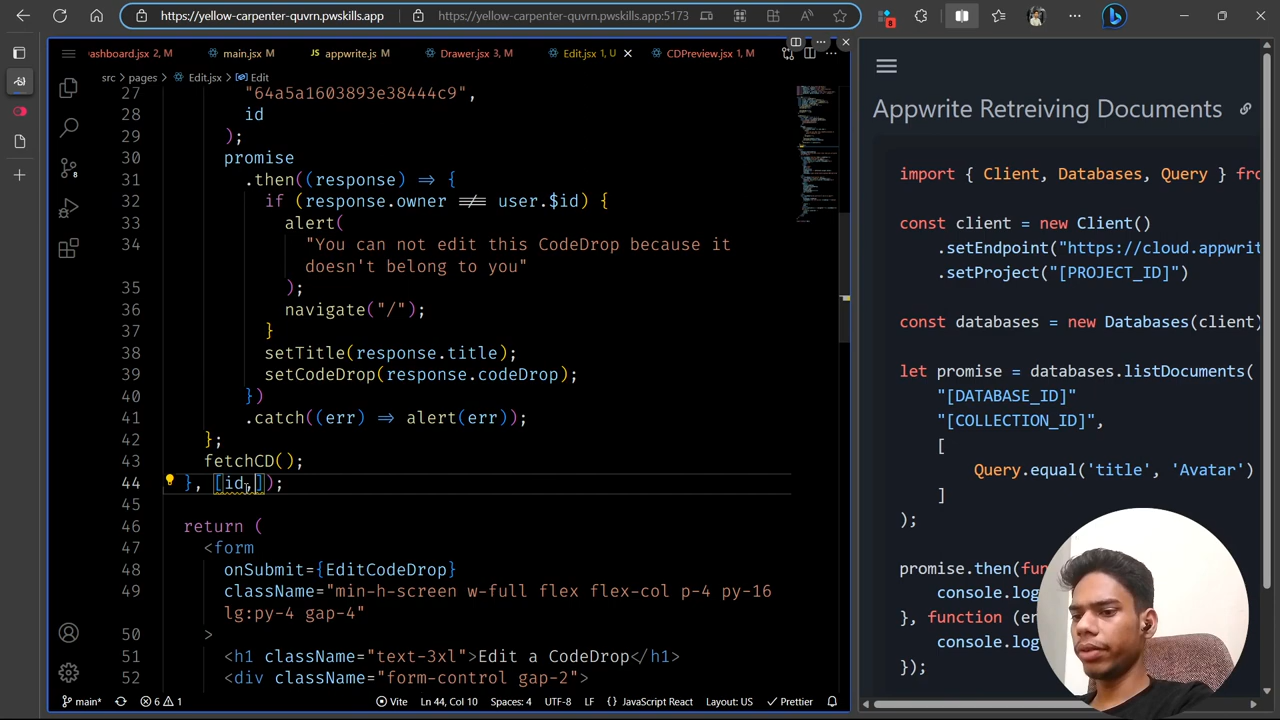 https://yellow-carpenter-quvrn.pwskills.app
https://yellow-carpenter-quvrn.pwskills.app:5173
8
ashboard.jsx 2, M
main.jsx M
JS appwrite.js M
Drawer.jsx 3, M
Edit.jsx 1, U
CDPreview.jsx 1, M
src > pages > Edit.jsx > Edit
27 "64a5a1603893e38444c9",
28 id
29 );
30 promise
31 .then((response) => {
32 if (response.owner !== user.$id) {
33 alert(
34 "You can not edit this CodeDrop because it
doesn't belong to you"
35 );
36 navigate("/");
37 }
38 setTitle(response.title);
39 setCodeDrop(response.codeDrop);
40 })
41 .catch((err) => alert(err));
42 };
43 fetchCD();
44 }, [id,]);
45
46 return (
47 <form
48 onSubmit={EditCodeDrop}
49 className="min-h-screen w-full flex flex-col p-4 py-16
lg:py-4 gap-4"
50 >
51 <h1 className="text-3xl">Edit a CodeDrop</h1>
52 <div className="form-control gap-2">
8
main*
6
1
Vite
Ln 44, Col 10
Spaces: 4
UTF-8
LF
{} JavaScript React
Layout: US
Prettier
Appwrite Retreiving Documents
import { Client, Databases, Query } fro
const client = new Client()
.setEndpoint("https://cloud.appwrit
.setProject("[PROJECT_ID]")
const databases = new Databases(client)
let promise = databases.listDocuments(
"[DATABASE_ID]"
"[COLLECTION_ID]",
[
Query.equal('title', 'Avatar')
]
);
promise.then(fun
console.log
}, function (er
console.log
});